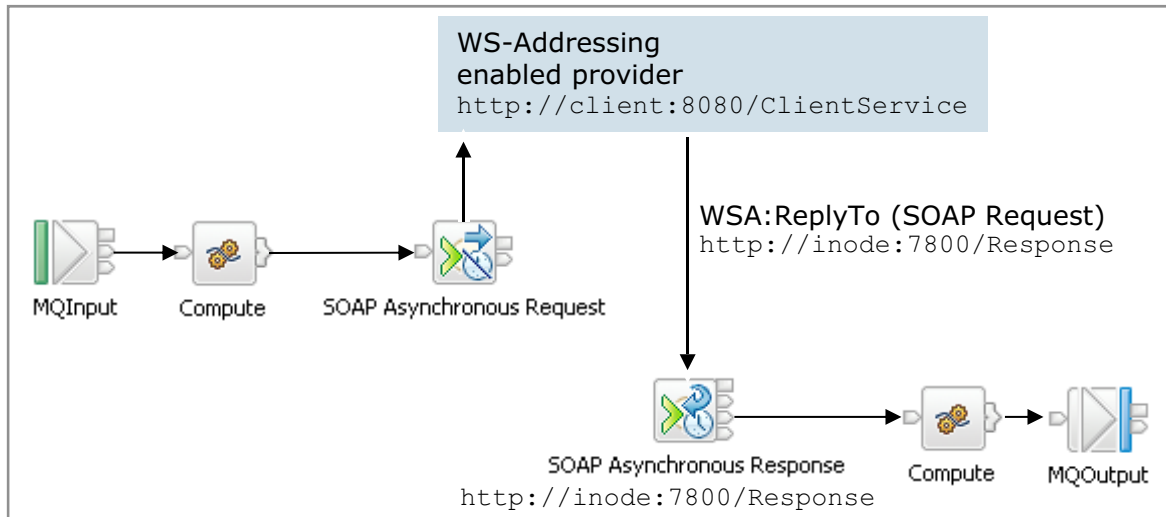 WS-Addressing
enabled provider
http://client:8080/ClientService
WSA:ReplyTo (SOAP Request)
http://inode:7800/Response
MQInput
Compute
SOAP Asynchronous Request
SOAP Asynchronous Response
http://inode:7800/Response
Compute
MQOutput